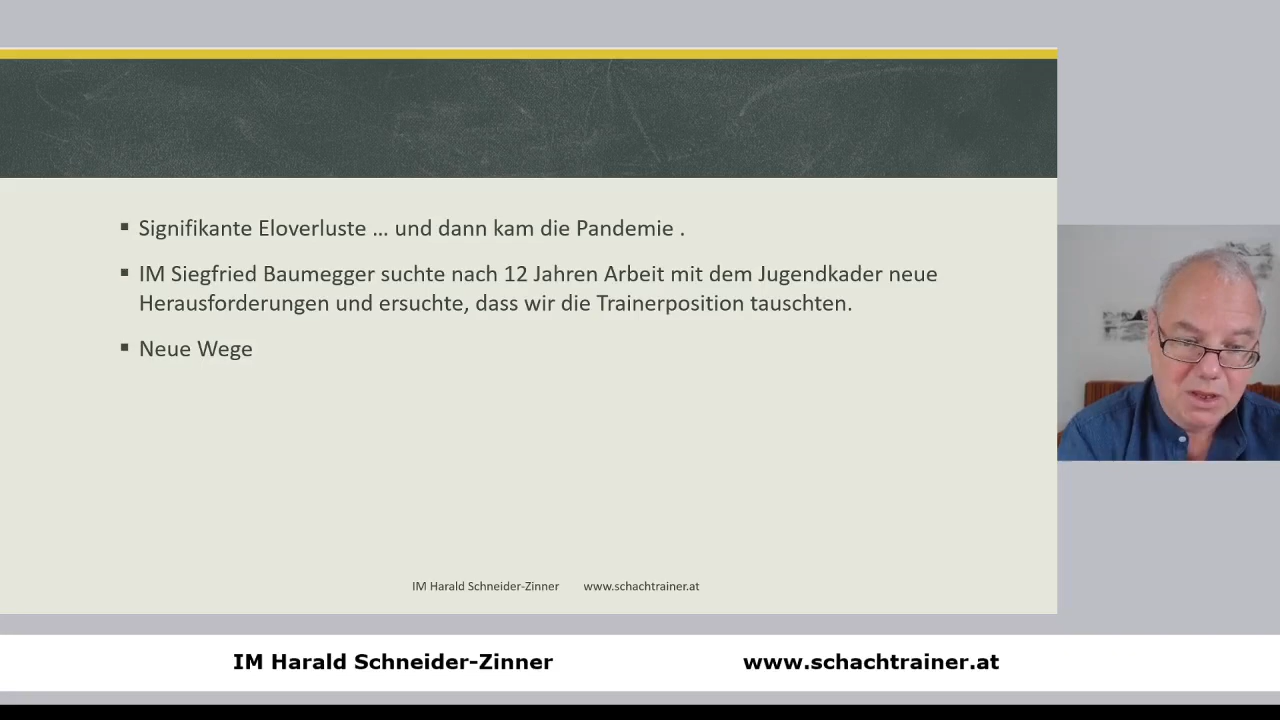 ▪ Signifikante Eloverluste … und dann kam die Pandemie .
▪ IM Siegfried Baumegger suchte nach 12 Jahren Arbeit mit dem Jugendkader neue
Herausforderungen und ersuchte, dass wir die Trainerposition tauschten.
▪ Neue Wege
IM Harald Schneider-Zinner www.schachtrainer.at
IM Harald Schneider-Zinner www.schachtrainer.at